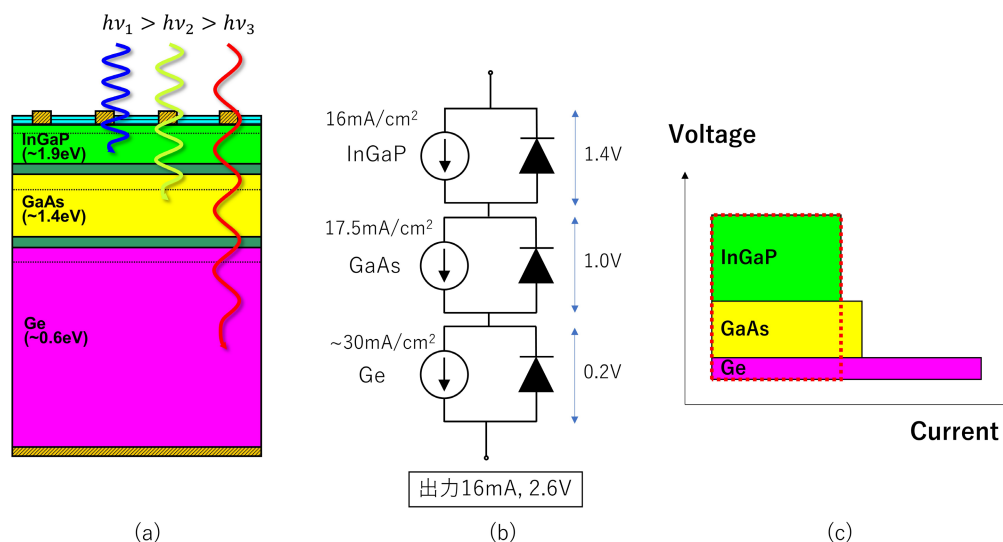 hν₁ > hν₂ > hν₃
InGaP
(~1.9eV)
GaAs
(~1.4eV)
Ge
(~0.6eV)
(a)
16mA/cm²
InGaP
1.4V
17.5mA/cm²
GaAs
1.0V
~30mA/cm²
Ge
0.2V
出力16mA, 2.6V
(b)
Voltage
InGaP
GaAs
Ge
Current
(c)